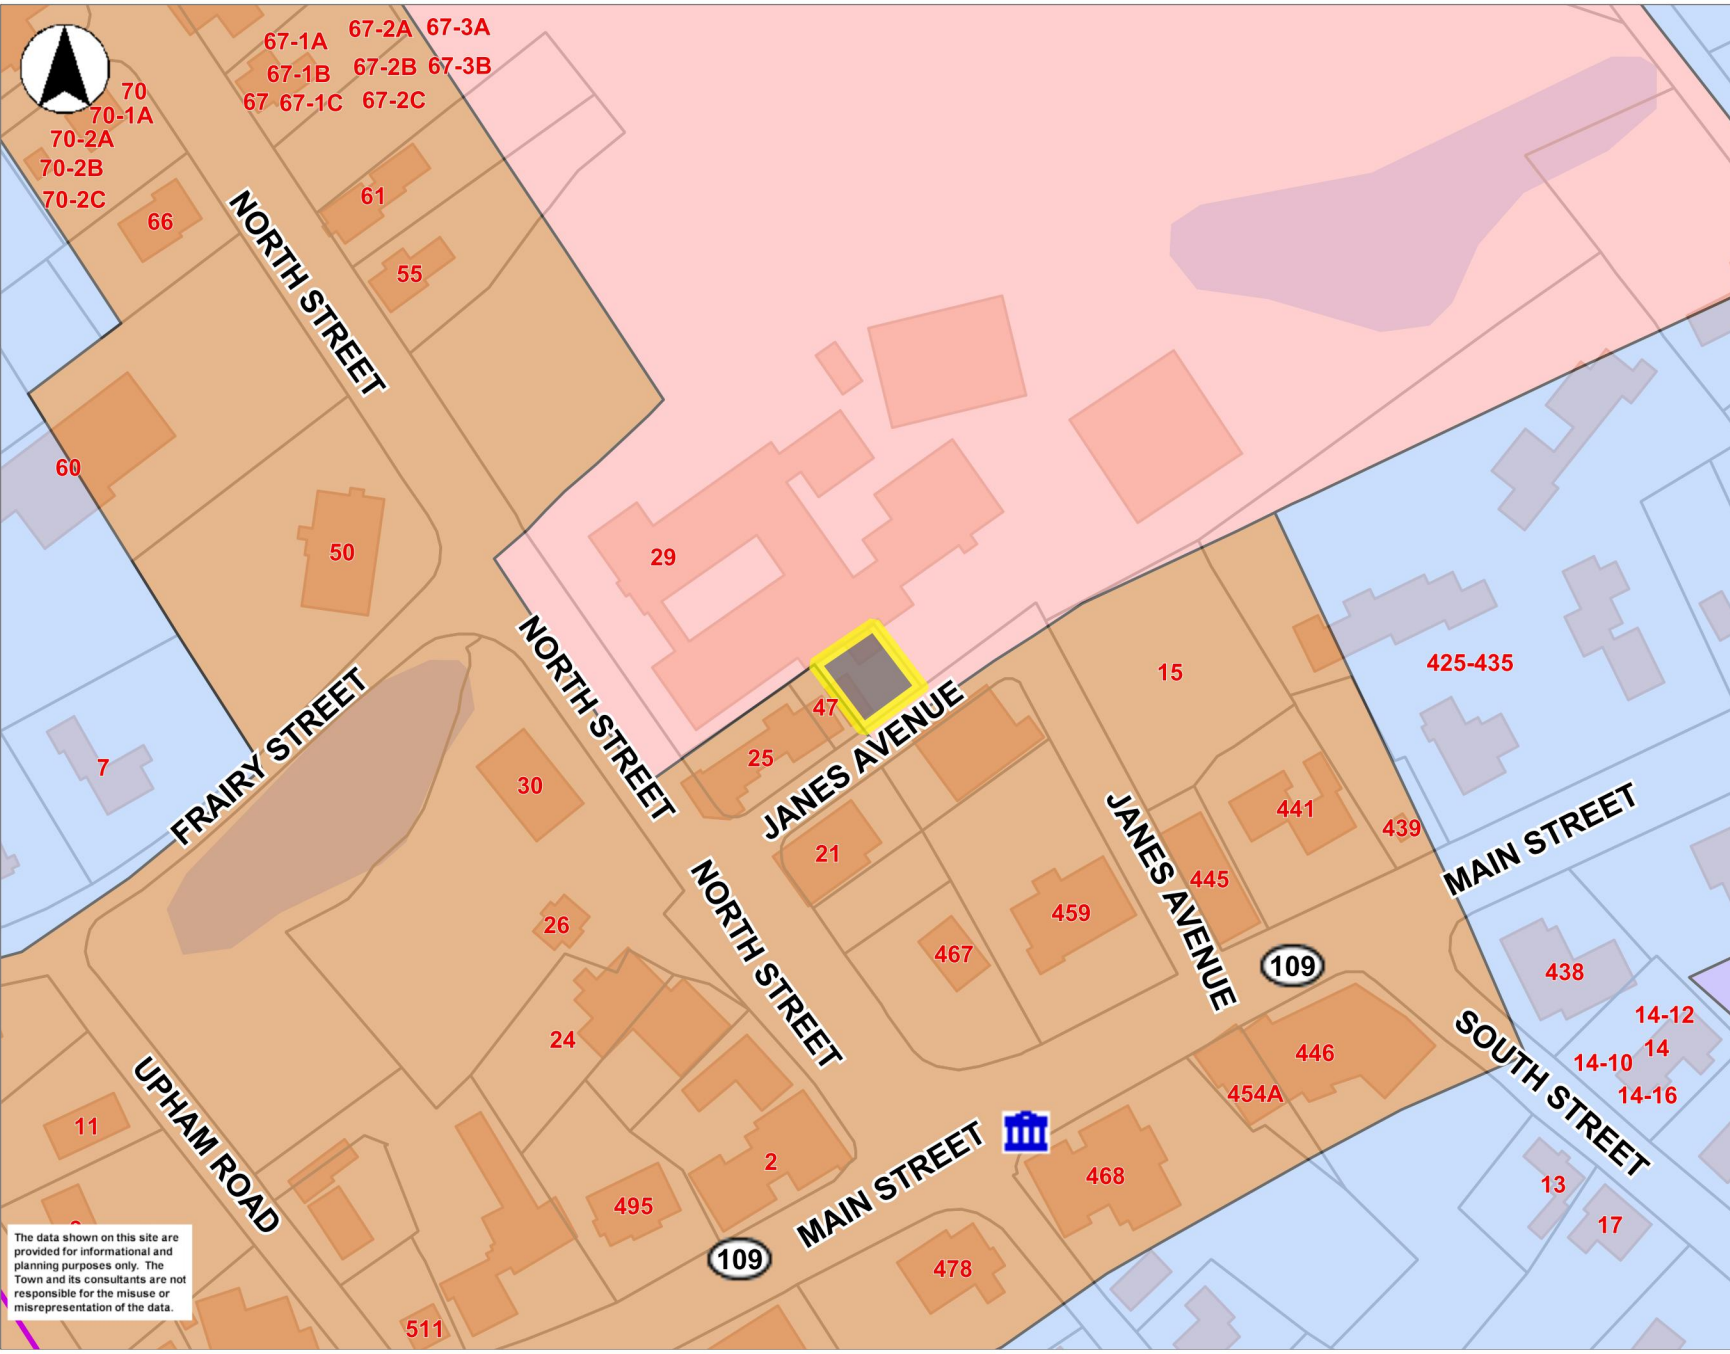 67-1A
67-2A
67-3A
67-1B
67-2B
67-3B
67
67-1C
67-2C
70
70-1A
70-2A
70-2B
70-2C
66
61
55
NORTH STREET
60
50
29
NORTH STREET
47
25
JANES AVENUE
15
425-435
7
FRAIRY STREET
30
21
JANES AVENUE
441
439
MAIN STREET
445
459
467
26
NORTH STREET
109
438
24
446
454A
SOUTH STREET
14-12
14
14-10
14-16
UPHAM ROAD
11
2
495
MAIN STREET
468
13
17
109
478
511
The data shown on this site are
provided for informational and
planning purposes only. The
Town and its consultants are not
responsible for the misuse or
misrepresentation of the data.